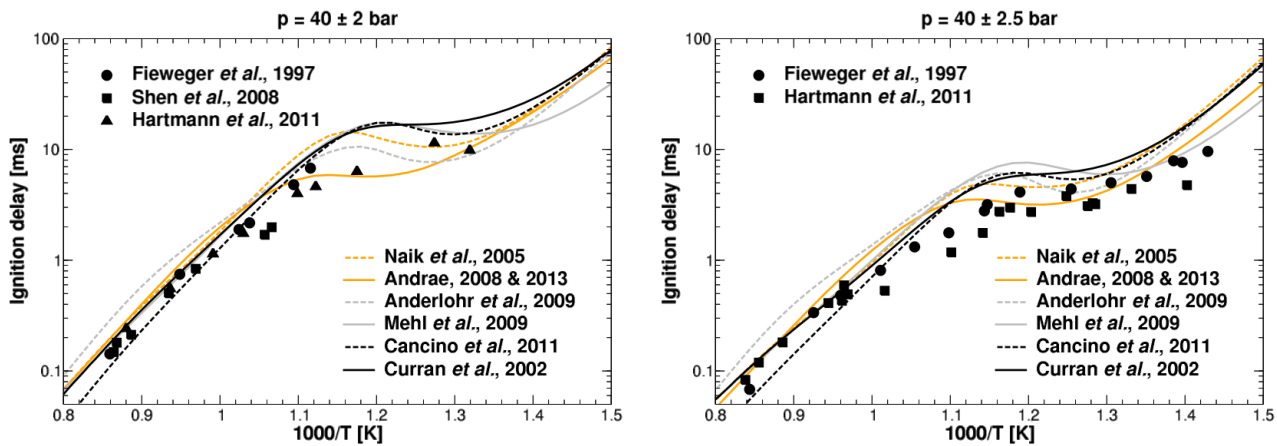 p = 40 ± 2 bar
Ignition delay [ms]
100
10
1
0.1
Fieweger et al., 1997
Shen et al., 2008
Hartmann et al., 2011
Naik et al., 2005
Andrae, 2008 & 2013
Anderlohr et al., 2009
Mehl et al., 2009
Cancino et al., 2011
Curran et al., 2002
0.8 0.9 1 1.1 1.2 1.3 1.4 1.5
1000/T [K]
p = 40 ± 2.5 bar
Ignition delay [ms]
100
10
1
0.1
Fieweger et al., 1997
Hartmann et al., 2011
Naik et al., 2005
Andrae, 2008 & 2013
Anderlohr et al., 2009
Mehl et al., 2009
Cancino et al., 2011
Curran et al., 2002
0.8 0.9 1 1.1 1.2 1.3 1.4 1.5
1000/T [K]